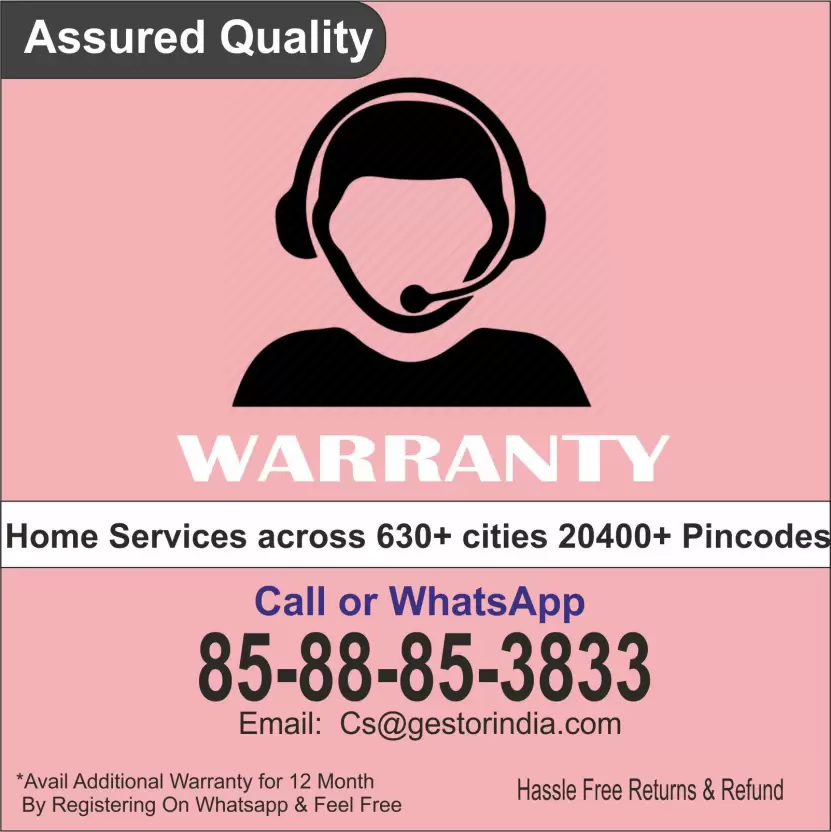 Assured Quality
WARRANTY
Home Services across 630+ cities 20400+ Pincodes
Call or WhatsApp
85-88-85-3833
Email: Cs@gestorindia.com
*Avail Additional Warranty for 12 Month
By Registering On Whatsapp & Feel Free
Hassle Free Returns & Refund